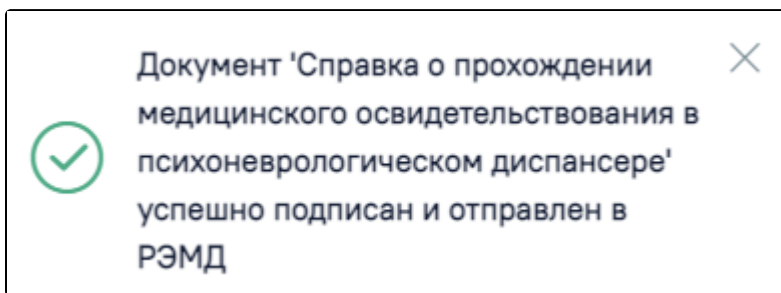 Документ 'Справка о прохождении
медицинского освидетельствования в
психоневрологическом диспансере'
успешно подписан и отправлен в
РЭМД